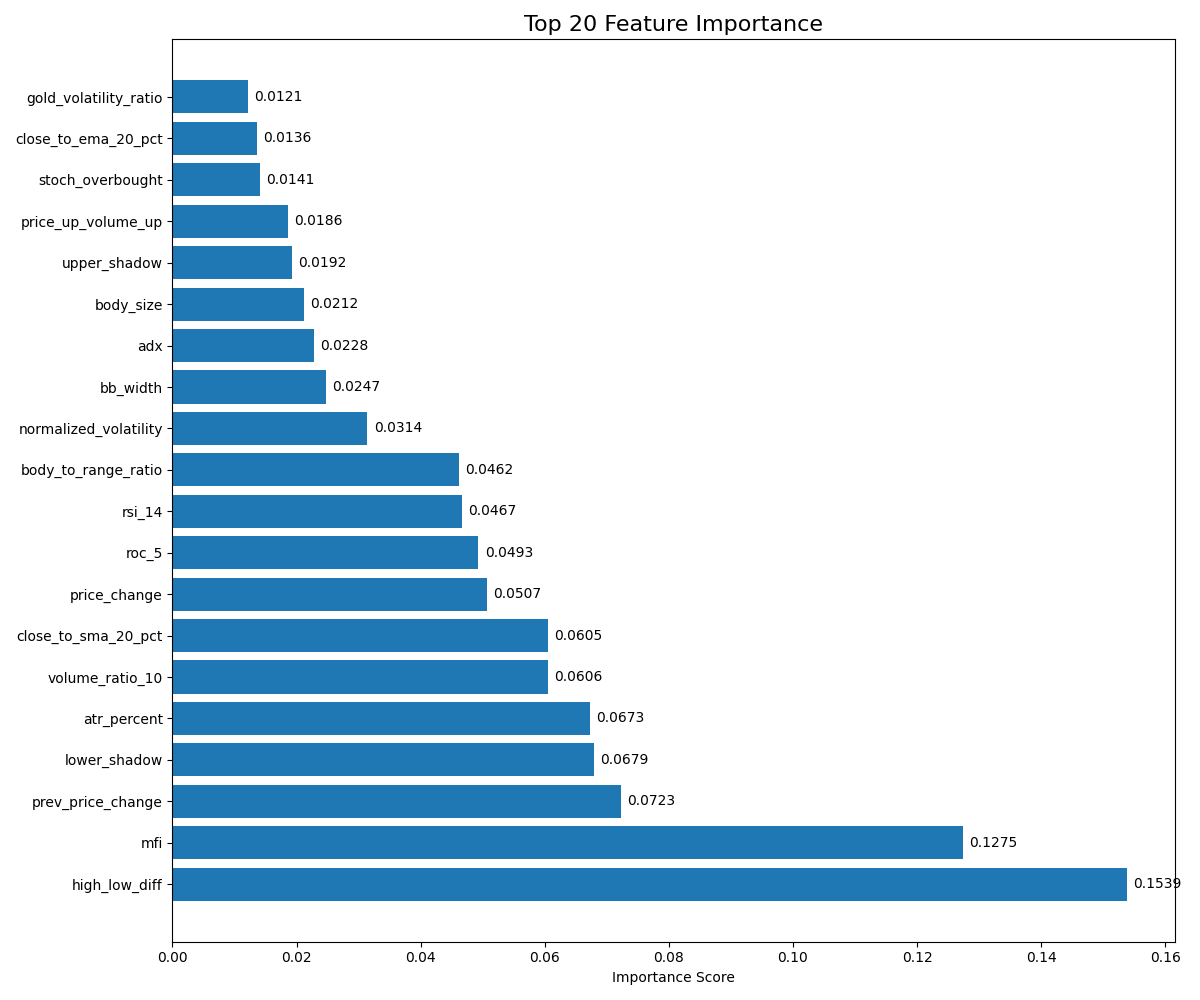 Top 20 Feature Importance
gold_volatility_ratio 0.0121
close_to_ema_20_pct 0.0136
stoch_overbought 0.0141
price_up_volume_up 0.0186
upper_shadow 0.0192
body_size 0.0212
adx 0.0228
bb_width 0.0247
normalized_volatility 0.0314
body_to_range_ratio 0.0462
rsi_14 0.0467
roc_5 0.0493
price_change 0.0507
close_to_sma_20_pct 0.0605
volume_ratio_10 0.0606
atr_percent 0.0673
lower_shadow 0.0679
prev_price_change 0.0723
mfi 0.1275
high_low_diff 0.1539
0.00 0.02 0.04 0.06 0.08 0.10 0.12 0.14 0.16
Importance Score